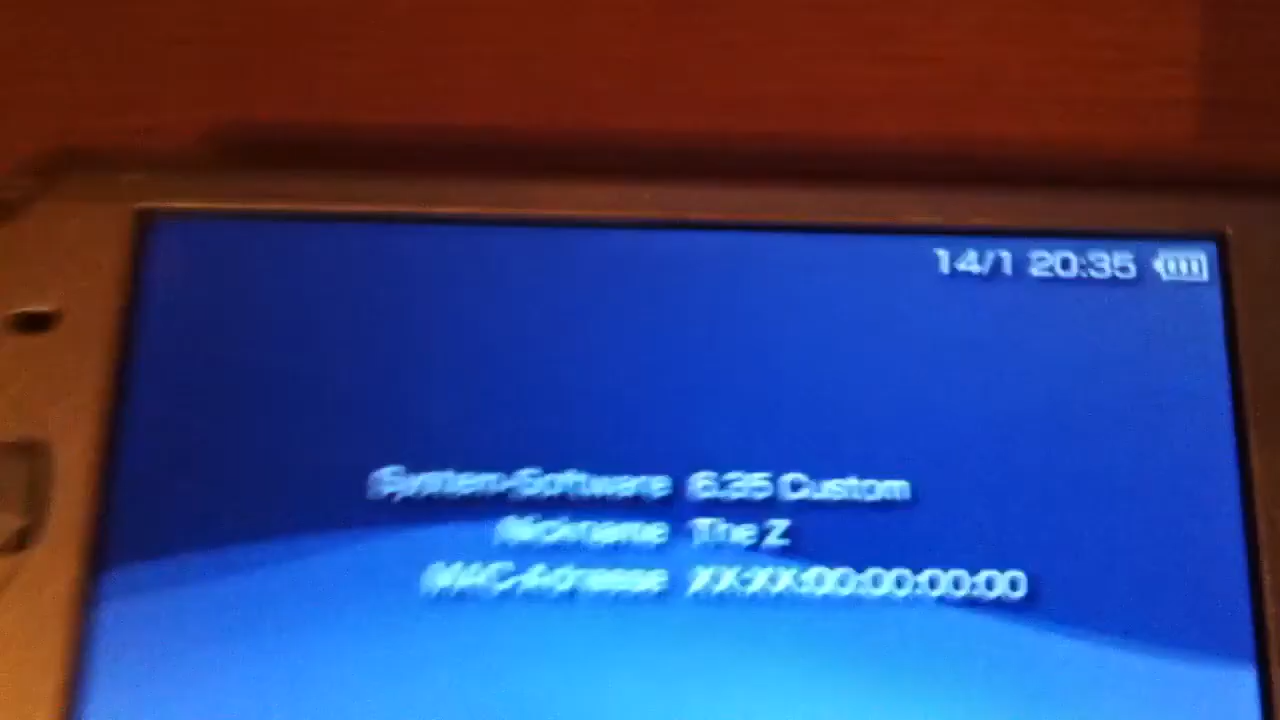 14/1 20:35
System-Software 6.35 Custom
Nickname The Z
MAC-Adresse XX:XX:00:00:00:00